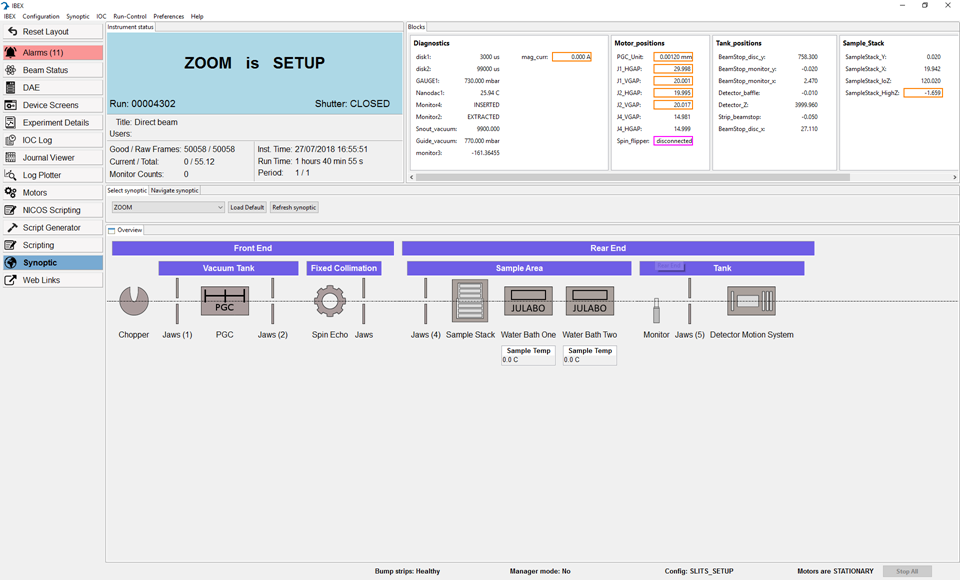 IBEX
IBEX Configuration Synoptic IOC Run-Control Preferences Help
Reset Layout
Alarms (11)
Beam Status
DAE
Device Screens
Experiment Details
IOC Log
Journal Viewer
Log Plotter
Motors
NICOS Scripting
Script Generator
Scripting
Synoptic
Web Links
Instrument status
ZOOM is SETUP
Run: 00004302 Shutter: CLOSED
Title: Direct beam
Users:
Good / Raw Frames: 50058 / 50058
Current / Total: 0 / 55.12
Monitor Counts: 0
Inst. Time: 27/07/2018 16:55:51
Run Time: 1 hours 40 min 55 s
Period: 1 / 1
Blocks
Diagnostics
disk1: 3000 us mag_curr: 0.000 A
disk2: 99000 us
GAUGE1: 730.000 mbar
Nanodac1: 25.94 C
Monitor4: INSERTED
Monitor2: EXTRACTED
Snout_vacuum: 9900.000
Guide_vacuum: 770.000 mbar
monitor3: -161.36455
Motor_positions
PGC_Unit: 0.00120 mm
J1_HGAP: 29.998
J1_VGAP: 20.001
J2_HGAP: 19.995
J2_VGAP: 20.017
J4_VGAP: 14.981
J4_HGAP: 14.999
Spin_flipper: disconnected
Tank_positions
BeamStop_disc_y: 758.300
BeamStop_monitor_y: -0.020
BeamStop_monitor_x: 2.470
Detector_baffle: -0.010
Detector_Z: 3999.960
Strip_beamstop: -0.050
BeamStop_disc_x: 27.110
Sample_Stack
SampleStack_Y: 0.020
SampleStack_X: 19.942
SampleStack_loZ: 120.020
SampleStack_HighZ: -1.659
Select synoptic Navigate synoptic
ZOOM Load Default Refresh synoptic
Overview
Front End Rear End
Vacuum Tank Fixed Collimation Sample Area Tank
PGC JULABO JULABO
Chopper Jaws (1) PGC Jaws (2) Spin Echo Jaws Jaws (4) Sample Stack Water Bath One Water Bath Two Monitor Jaws (5) Detector Motion System
Sample Temp Sample Temp
0.0 C 0.0 C
Bump strips: Healthy Manager mode: No Config: SLITS_SETUP Motors are STATIONARY Stop All